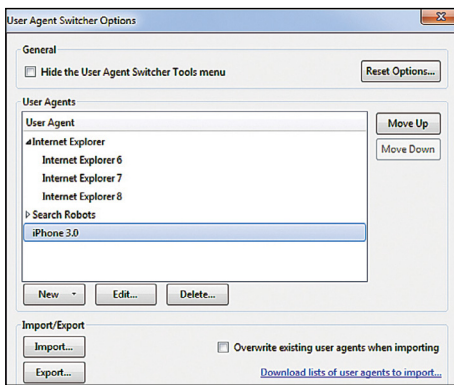 User Agent Switcher Options
General
Hide the User Agent Switcher Tools menu
Reset Options...
User Agents
User Agent
Internet Explorer
Internet Explorer 6
Internet Explorer 7
Internet Explorer 8
Search Robots
iPhone 3.0
Move Up
Move Down
New
Edit...
Delete...
Import/Export
Import...
Overwrite existing user agents when importing
Export...
Download lists of user agents to import...